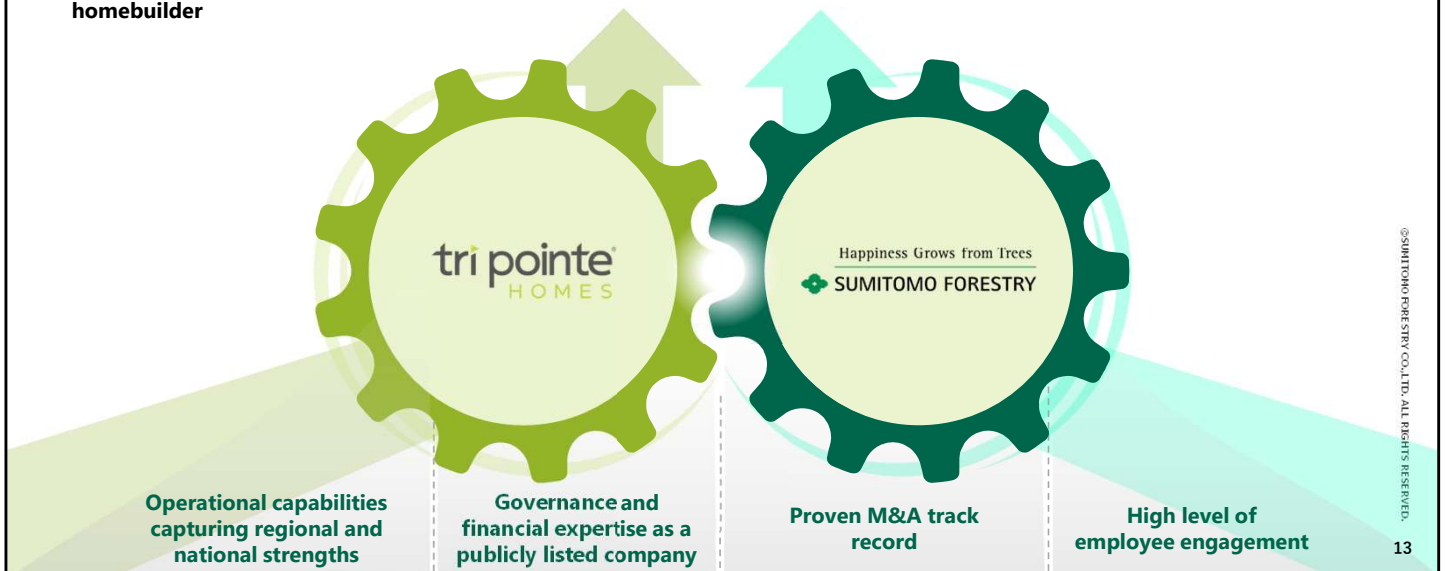 homebuilder
tri pointe®
HOMES
Happiness Grows from Trees
SUMITOMO FORESTRY
Operational capabilities
capturing regional and
national strengths
Governance and
financial expertise as a
publicly listed company
Proven M&A track
record
High level of
employee engagement
©SUMITOMO FORESTRY CO.,LTD. ALL RIGHTS RESERVED.
13